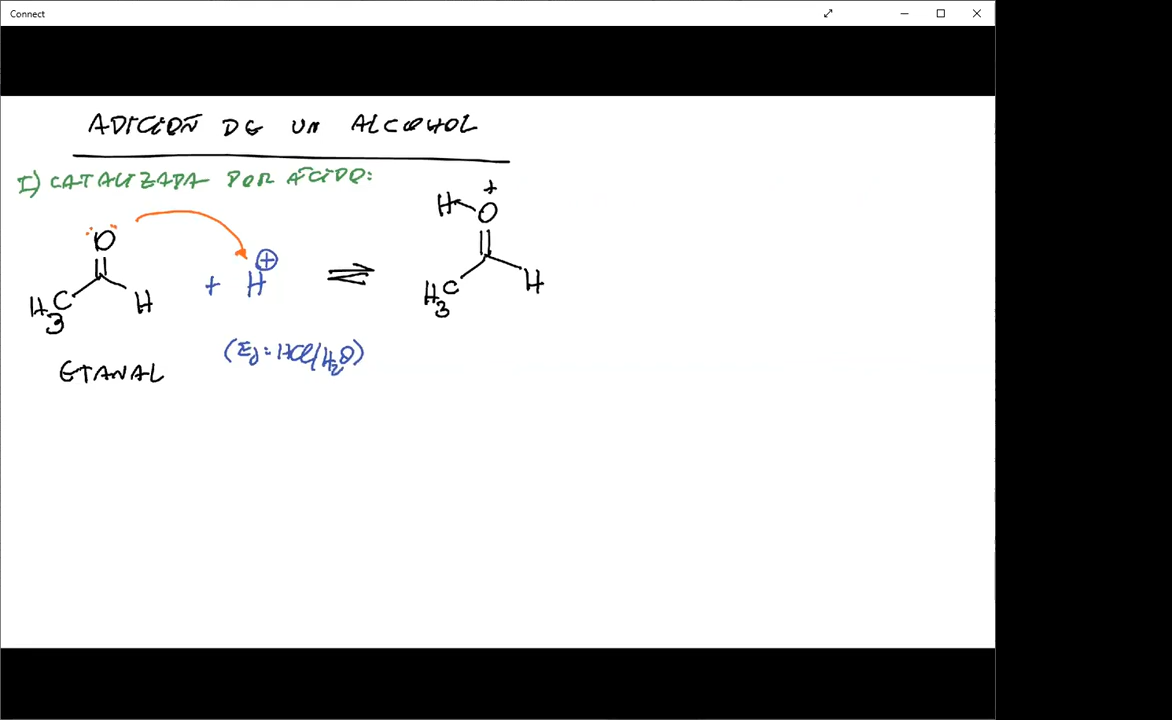 Connect
ADICIÓN DE UN ALCOHOL
I) CATALIZADA POR ÁCIDO:
H O +
O
H3C H + H + ⇌ H3C H
(Ej: HCl/H2O)
ETANAL